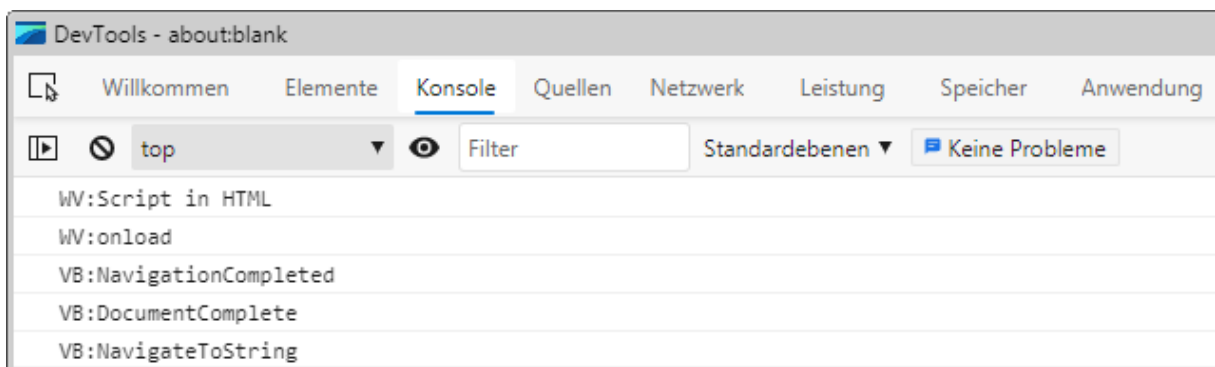 DevTools - about:blank
Willkommen Elemente Konsole Quellen Netzwerk Leistung Speicher Anwendung
top Filter Standardebenen Keine Probleme
WV:Script in HTML
WV:onload
VB:NavigationCompleted
VB:DocumentComplete
VB:NavigateToString